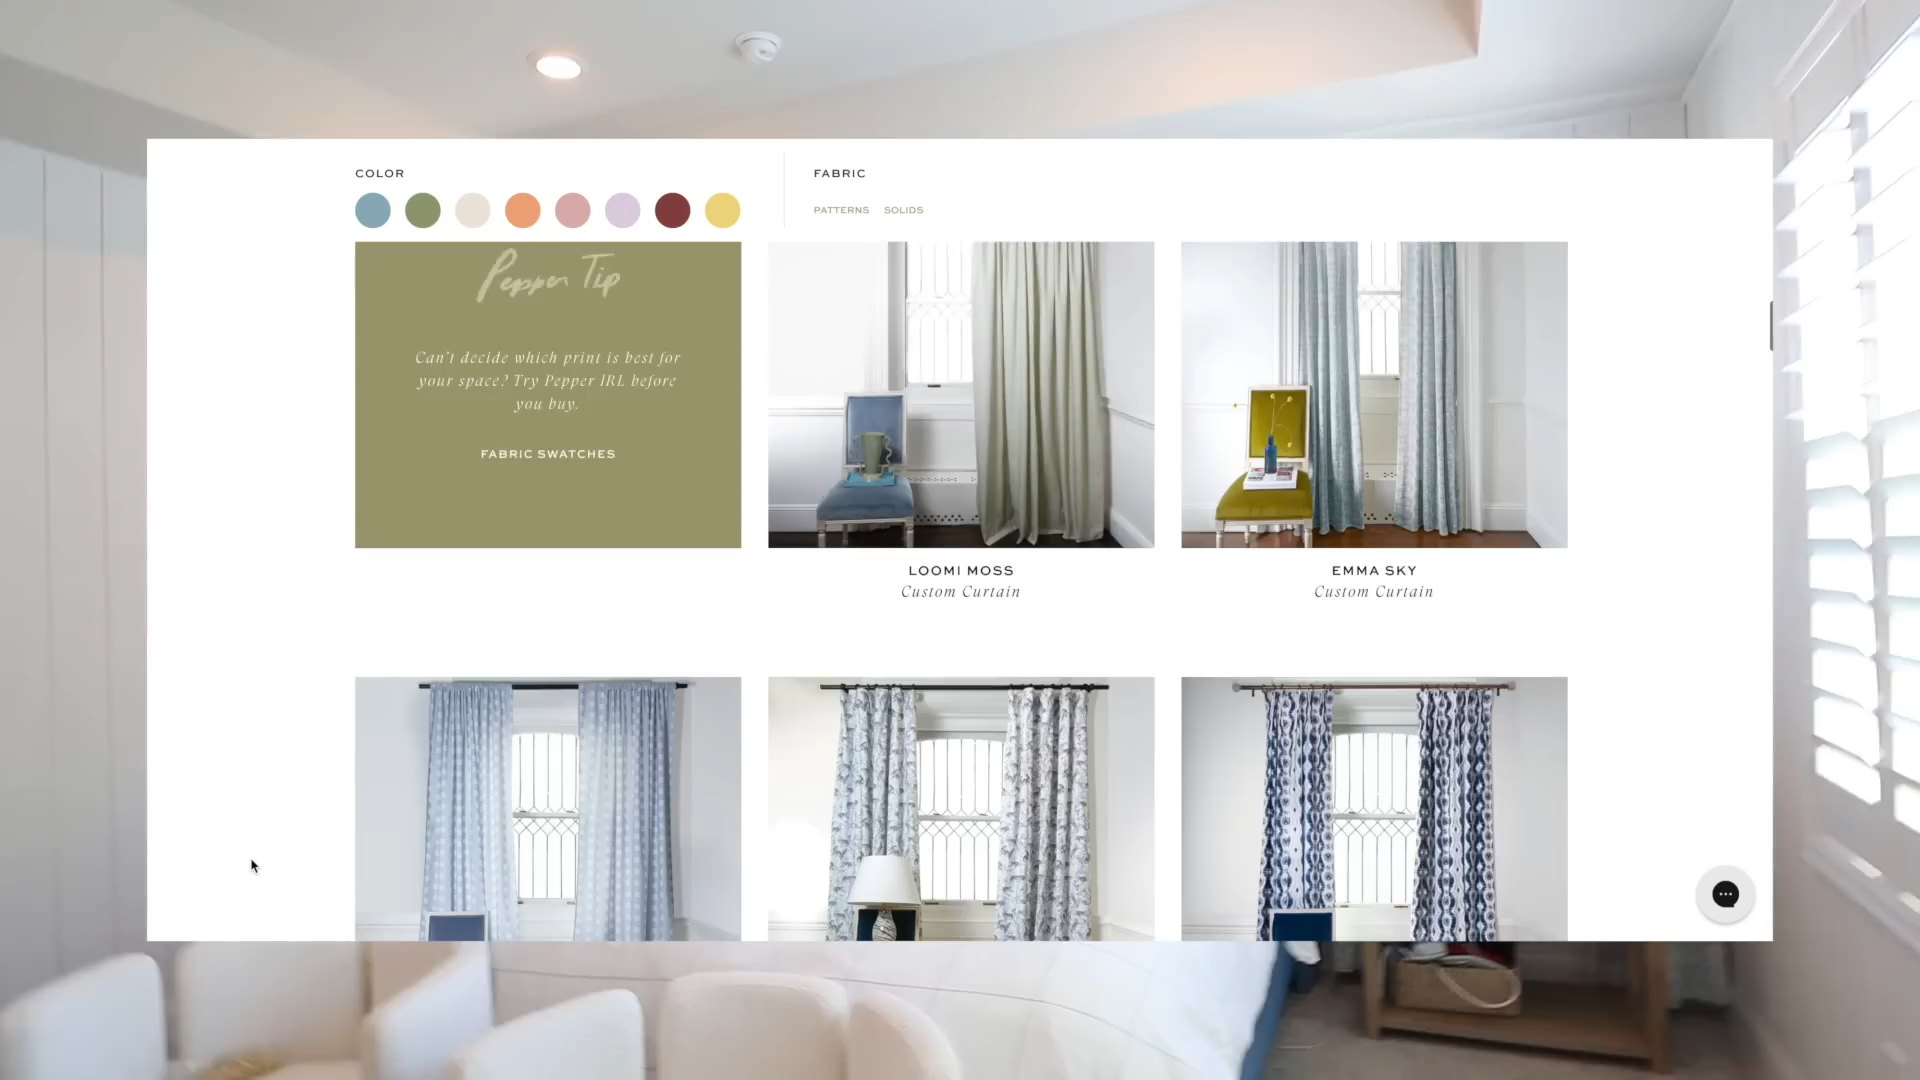 COLOR
FABRIC
PATTERNS SOLIDS
Pepper Tip
Can't decide which print is best for
your space? Try Pepper IRL before
you buy.
FABRIC SWATCHES
LOOMI MOSS
Custom Curtain
EMMA SKY
Custom Curtain